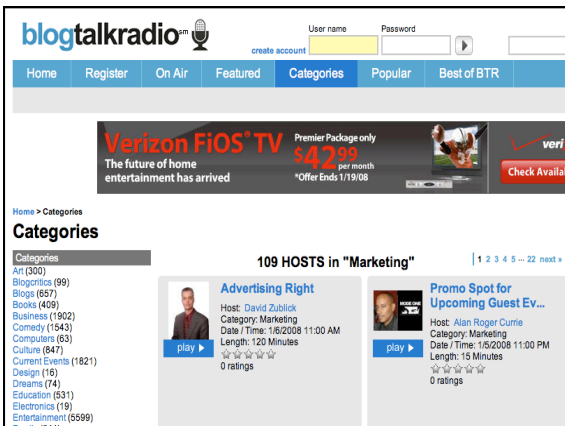 blogtalkradio sm
User name
Password
create account
Home Register On Air Featured Categories Popular Best of BTR
Verizon FiOS® TV
The future of home
entertainment has arrived
Premier Package only
$42.99
per month
*Offer Ends 1/19/08
veri
Check Availa
Home > Categories
Categories
Categories
Art (300)
Blogcritics (99)
Blogs (657)
Books (409)
Business (1902)
Comedy (1543)
Computers (63)
Culture (847)
Current Events (1821)
Design (16)
Dreams (74)
Education (531)
Electronics (19)
Entertainment (5599)
109 HOSTS in "Marketing"
1 2 3 4 5 ... 22 next »
Advertising Right
Host: David Zublick
Category: Marketing
Date / Time: 1/6/2008 11:00 AM
Length: 120 Minutes
0 ratings
play
Promo Spot for
Upcoming Guest Ev...
Host: Alan Roger Currie
Category: Marketing
Date / Time: 1/5/2008 11:00 PM
Length: 15 Minutes
0 ratings
MODE ONE
play